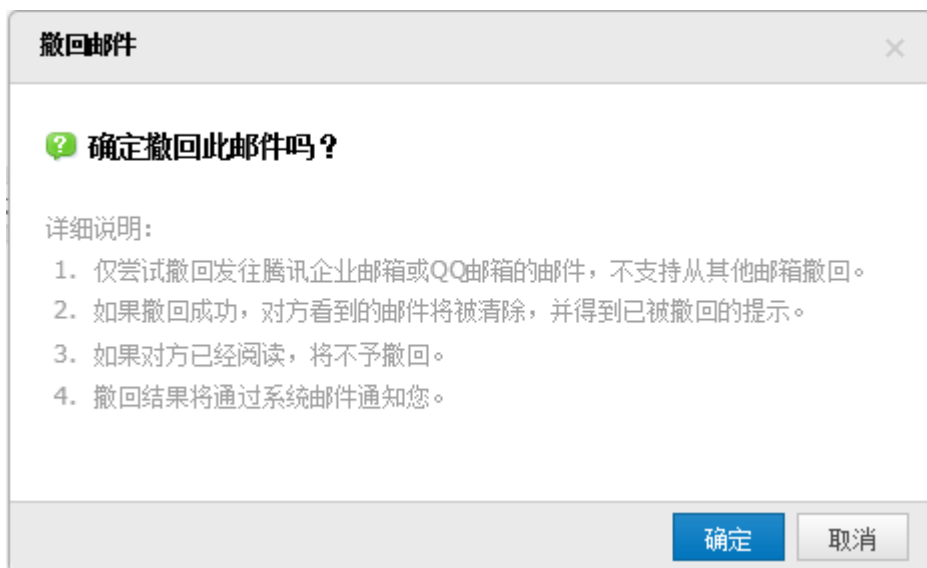 撤回邮件
确定撤回此邮件吗？
详细说明：
1. 仅尝试撤回发往腾讯企业邮箱或QQ邮箱的邮件，不支持从其他邮箱撤回。
2. 如果撤回成功，对方看到的邮件将被清除，并得到已被撤回的提示。
3. 如果对方已经阅读，将不予撤回。
4. 撤回结果将通过系统邮件通知您。
确定 取消